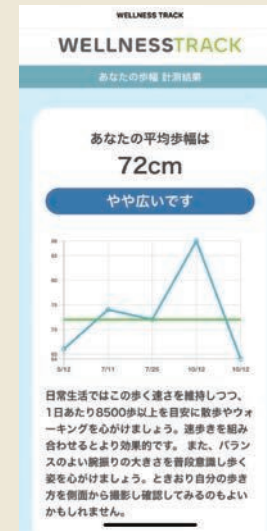 WELLNESS TRACK
WELLNESSTRACK
あなたの歩幅 計測結果
あなたの平均歩幅は
72cm
やや広いです
5/12 7/11 7/25 10/12 10/12
日常生活ではこの歩く速さを維持しつつ、
1日あたり8500歩以上を目安に散歩やウォ
ーキングを心がけましょう。速歩きを組み
合わせるとより効果的です。 また、バラン
スのよい腕振りの大きさを普段意識し歩く
姿を心がけましょう。ときおり自分の歩き
方を側面から撮影し確認してみるのもよい
かもしれません。